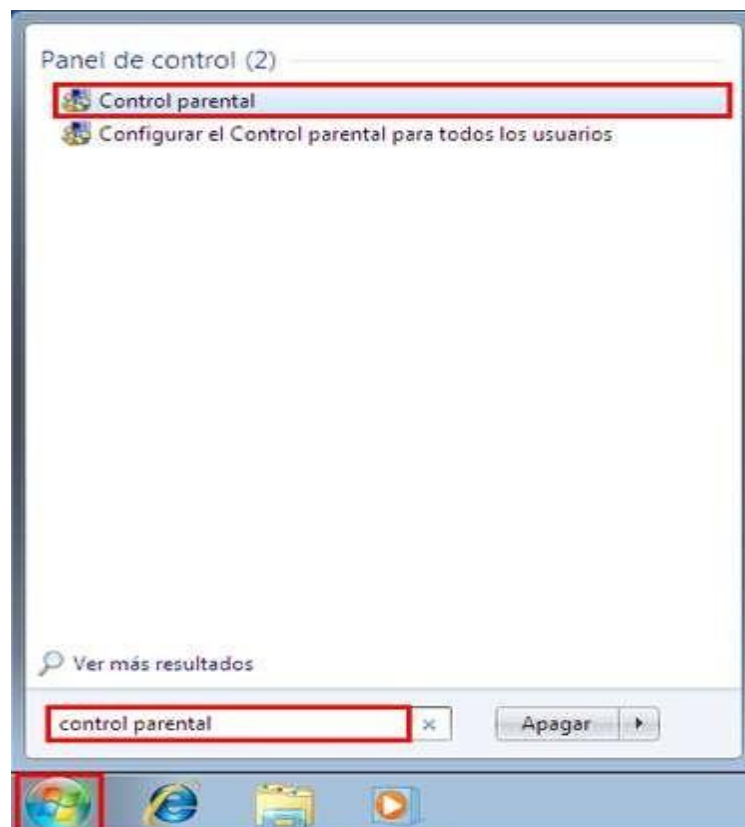 Panel de control (2)
Control parental
Configurar el Control parental para todos los usuarios
Ver más resultados
control parental
Apagar